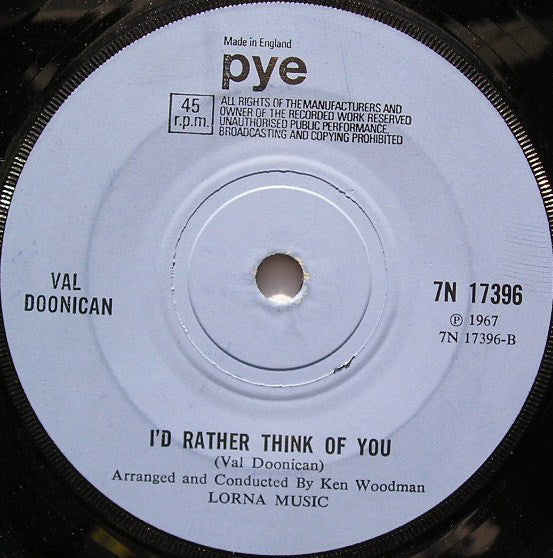 Made in England
pye
45
r.p.m.
ALL RIGHTS OF THE MANUFACTURERS AND
OWNER OF THE RECORDED WORK RESERVED
UNAUTHORISED PUBLIC PERFORMANCE,
BROADCASTING AND COPYING PROHIBITED
VAL
DOONICAN
7N 17396
Ⓟ 1967
7N 17396-B
I'D RATHER THINK OF YOU
(Val Doonican)
Arranged and Conducted By Ken Woodman
LORNA MUSIC